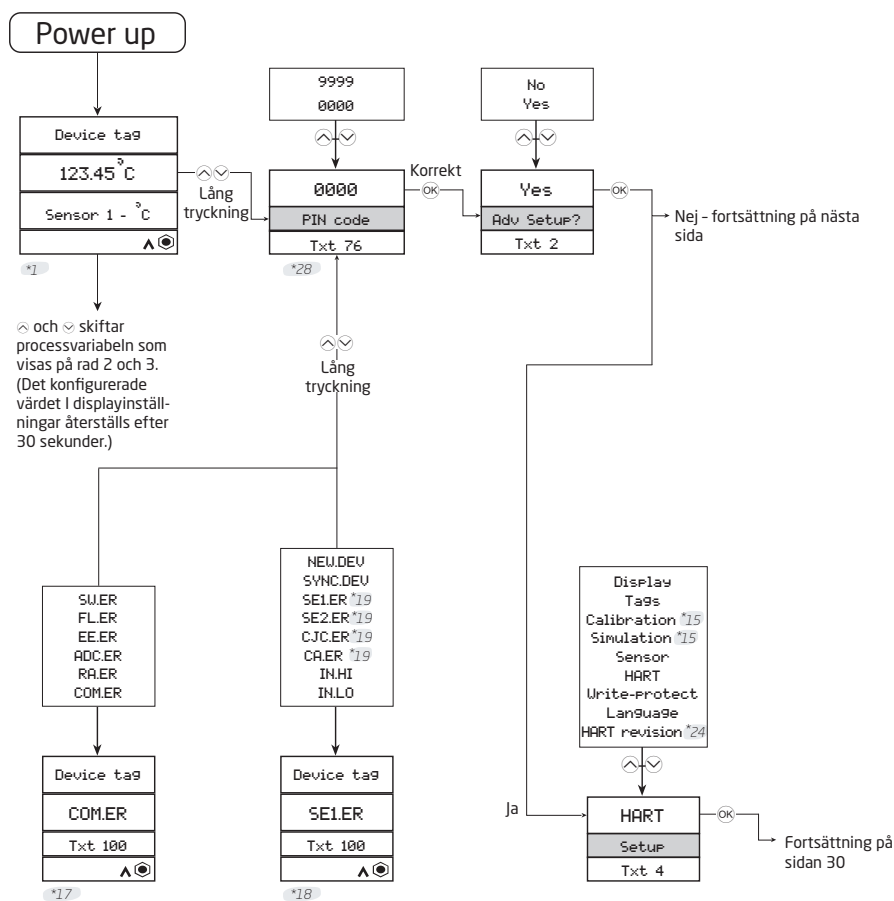 Power up
Device tag
123.45 °C
Sensor 1 - °C
*1
och skiftar
processvariabeln som
visas på rad 2 och 3.
(Det konfigurerade
värdet I displayinställ-
ningar återställs efter
30 sekunder.)
Lång
tryckning
9999
0000
0000
PIN code
Txt 76
*28
Korrekt
OK
No
Yes
Yes
Adv Setup?
Txt 2
OK
Nej – fortsättning på nästa
sida
Lång
tryckning
SW.ER
FL.ER
EE.ER
ADC.ER
RA.ER
COM.ER
Device tag
COM.ER
Txt 100
*17
NEW.DEV
SYNC.DEV
SE1.ER *19
SE2.ER *19
CJC.ER *19
CA.ER *19
IN.HI
IN.LO
Device tag
SE1.ER
Txt 100
*18
Display
Tags
Calibration *15
Simulation *15
Sensor
HART
Write-protect
Language
HART revision *24
Ja
HART
Setup
Txt 4
OK
Fortsättning på
sidan 30